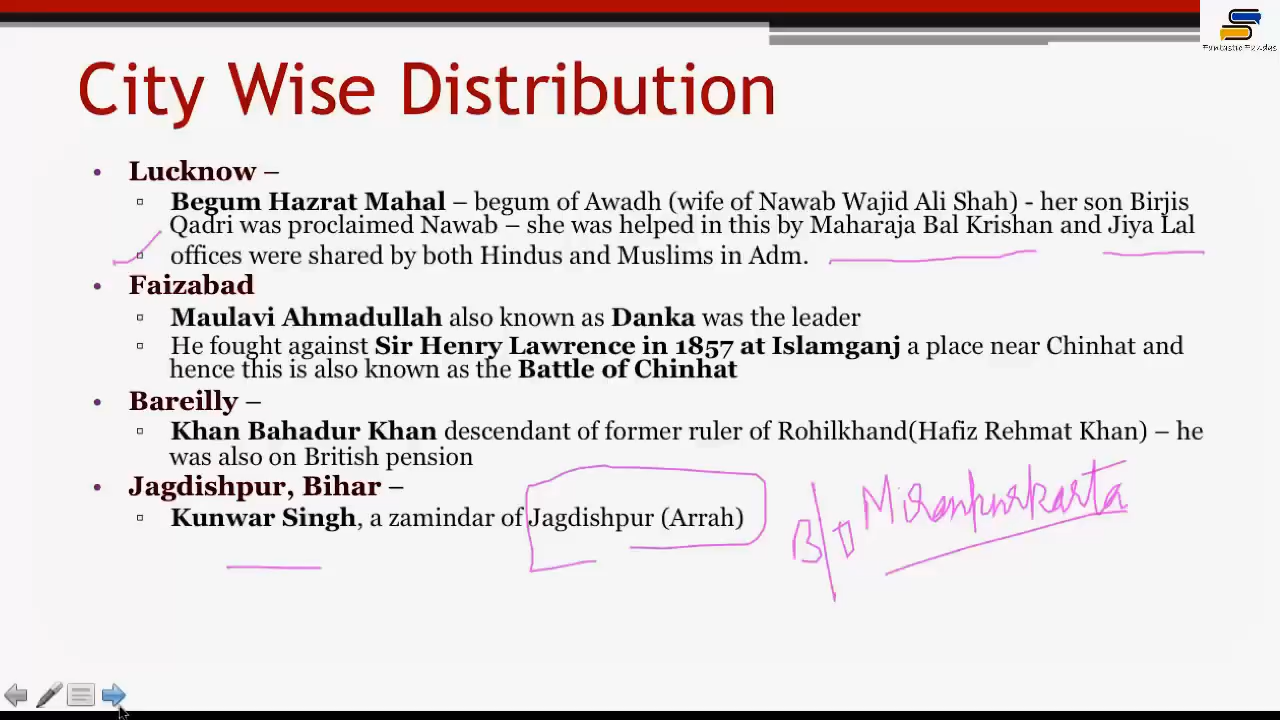 City Wise Distribution
Lucknow –
Begum Hazrat Mahal – begum of Awadh (wife of Nawab Wajid Ali Shah) - her son Birjis
Qadri was proclaimed Nawab – she was helped in this by Maharaja Bal Krishan and Jiya Lal
offices were shared by both Hindus and Muslims in Adm.
Faizabad
Maulavi Ahmadullah also known as Danka was the leader
He fought against Sir Henry Lawrence in 1857 at Islamganj a place near Chinhat and
hence this is also known as the Battle of Chinhat
Bareilly –
Khan Bahadur Khan descendant of former ruler of Rohilkhand(Hafiz Rehmat Khan) – he
was also on British pension
Jagdishpur, Bihar –
Kunwar Singh, a zamindar of Jagdishpur (Arrah)
B/D Miranpurkarta